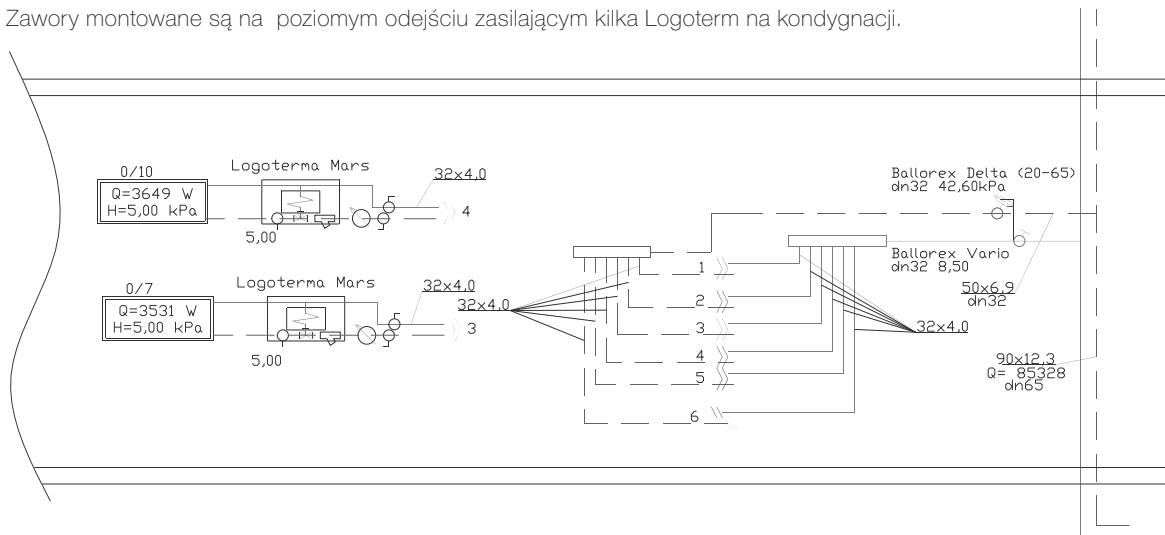 Zawory montowane są na poziomym odejściu zasilającym kilka Logoterm na kondygnacji.
0/10
Q=3649 W
H=5,00 kPa
Logoterma Mars
5,00
32x4,0
4
0/7
Q=3531 W
H=5,00 kPa
Logoterma Mars
5,00
32x4,0
3
32x4,0
1
2
3
4
5
6
32x4,0
Ballorex Delta (20-65)
dn32 42,60kPa
Ballorex Vario
dn32 8,50
50x6,9
dn32
90x12,3
Q= 85328
dn65